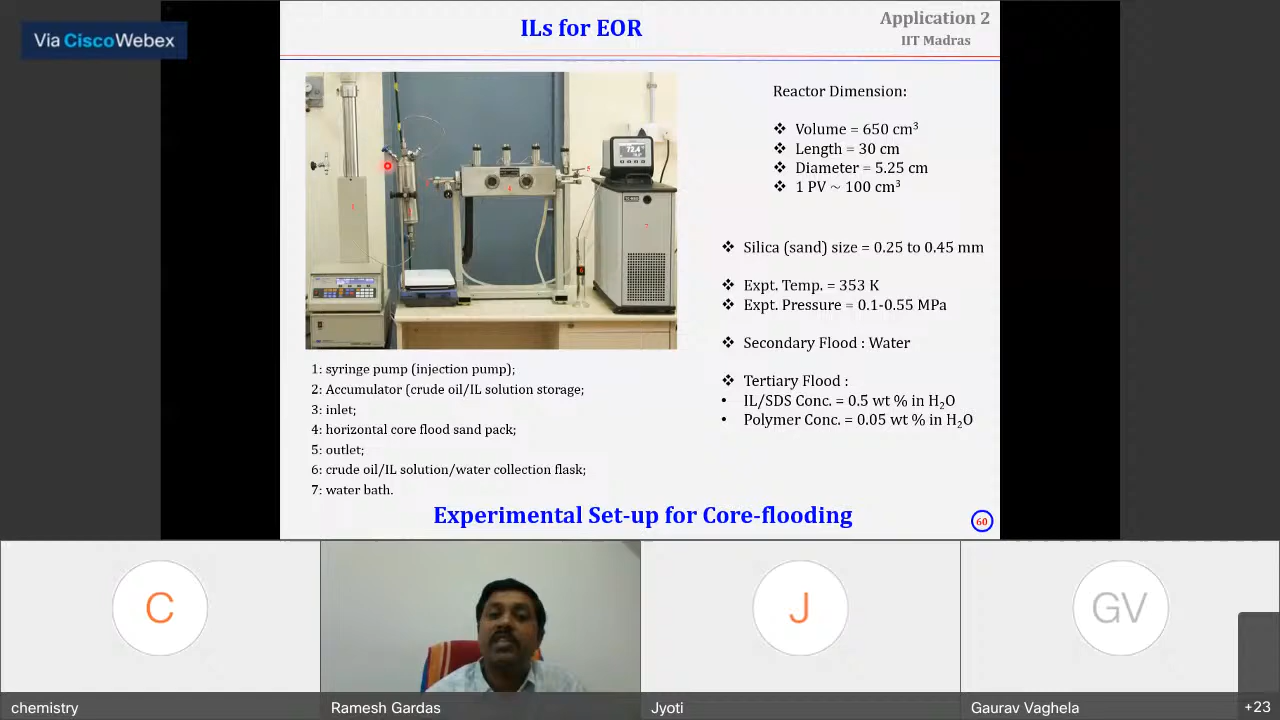 Via CiscoWebex
ILs for EOR
Application 2
IIT Madras
Reactor Dimension:
❖ Volume = 650 cm³
❖ Length = 30 cm
❖ Diameter = 5.25 cm
❖ 1 PV ~ 100 cm³
❖ Silica (sand) size = 0.25 to 0.45 mm
❖ Expt. Temp. = 353 K
❖ Expt. Pressure = 0.1-0.55 MPa
❖ Secondary Flood : Water
❖ Tertiary Flood :
• IL/SDS Conc. = 0.5 wt % in H₂O
• Polymer Conc. = 0.05 wt % in H₂O
1: syringe pump (injection pump);
2: Accumulator (crude oil/IL solution storage;
3: inlet;
4: horizontal core flood sand pack;
5: outlet;
6: crude oil/IL solution/water collection flask;
7: water bath.
Experimental Set-up for Core-flooding
60
C
J
GV
chemistry
Ramesh Gardas
Jyoti
Gaurav Vaghela
+23